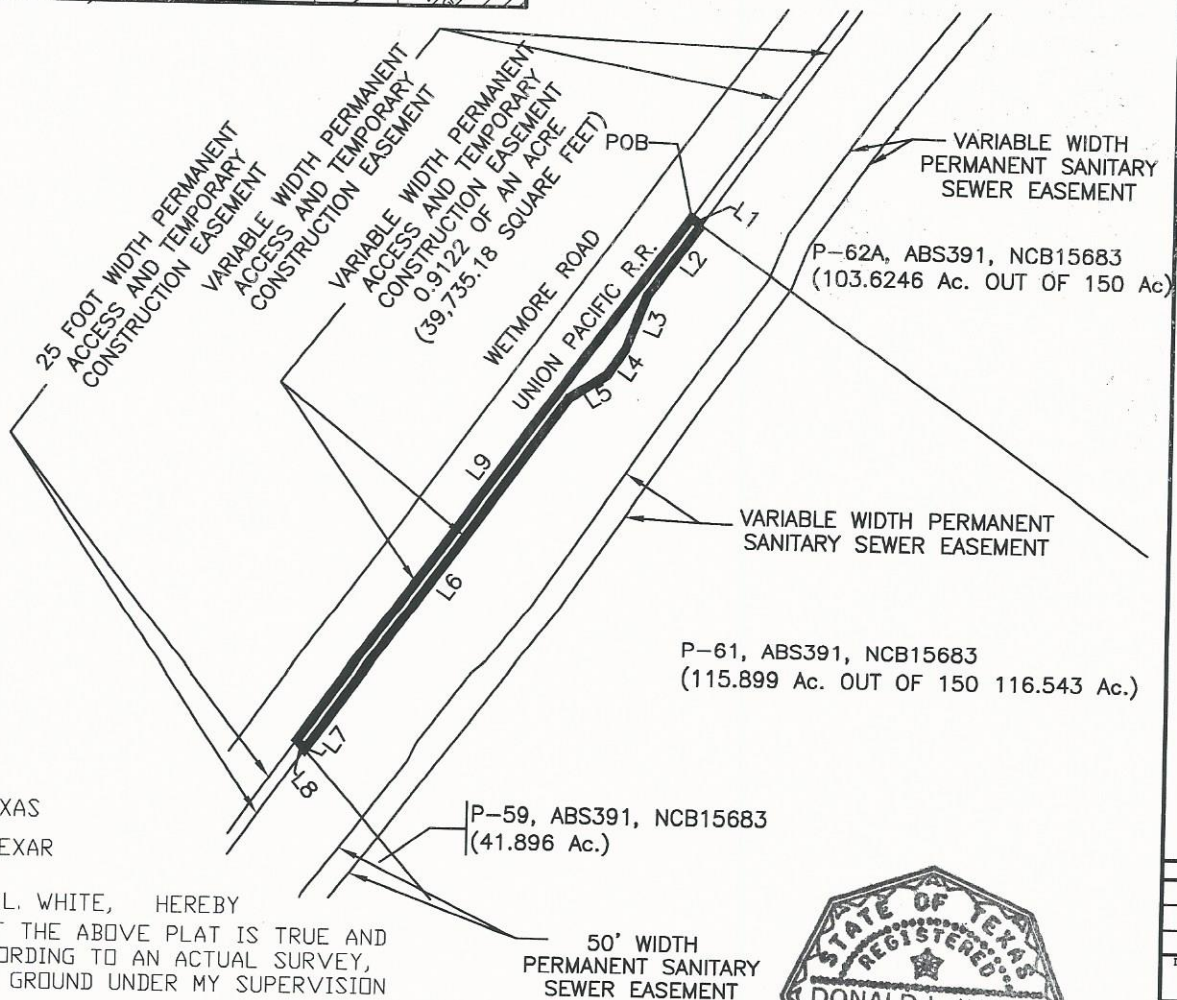 25 FOOT WIDTH PERMANENT
ACCESS AND TEMPORARY
CONSTRUCTION EASEMENT
VARIABLE WIDTH PERMANENT
ACCESS AND TEMPORARY
CONSTRUCTION EASEMENT
VARIABLE WIDTH PERMANENT
ACCESS AND TEMPORARY
CONSTRUCTION EASEMENT
0.9122 OF AN ACRE
(39,735.18 SQUARE FEET)
POB
WETMORE ROAD
UNION PACIFIC R.R.
L1
L2
L3
L4
L5
L9
L6
L7
L8
VARIABLE WIDTH
PERMANENT SANITARY
SEWER EASEMENT
P-62A, ABS391, NCB15683
(103.6246 Ac. OUT OF 150 Ac)
VARIABLE WIDTH PERMANENT
SANITARY SEWER EASEMENT
P-61, ABS391, NCB15683
(115.899 Ac. OUT OF 150 116.543 Ac.)
P-59, ABS391, NCB15683
(41.896 Ac.)
50' WIDTH
PERMANENT SANITARY
SEWER EASEMENT
XAS
EXAR
L. WHITE, HEREBY
T THE ABOVE PLAT IS TRUE AND
ORDING TO AN ACTUAL SURVEY,
GROUND UNDER MY SUPERVISION
STATE OF TEXAS
REGISTERED
DONALD